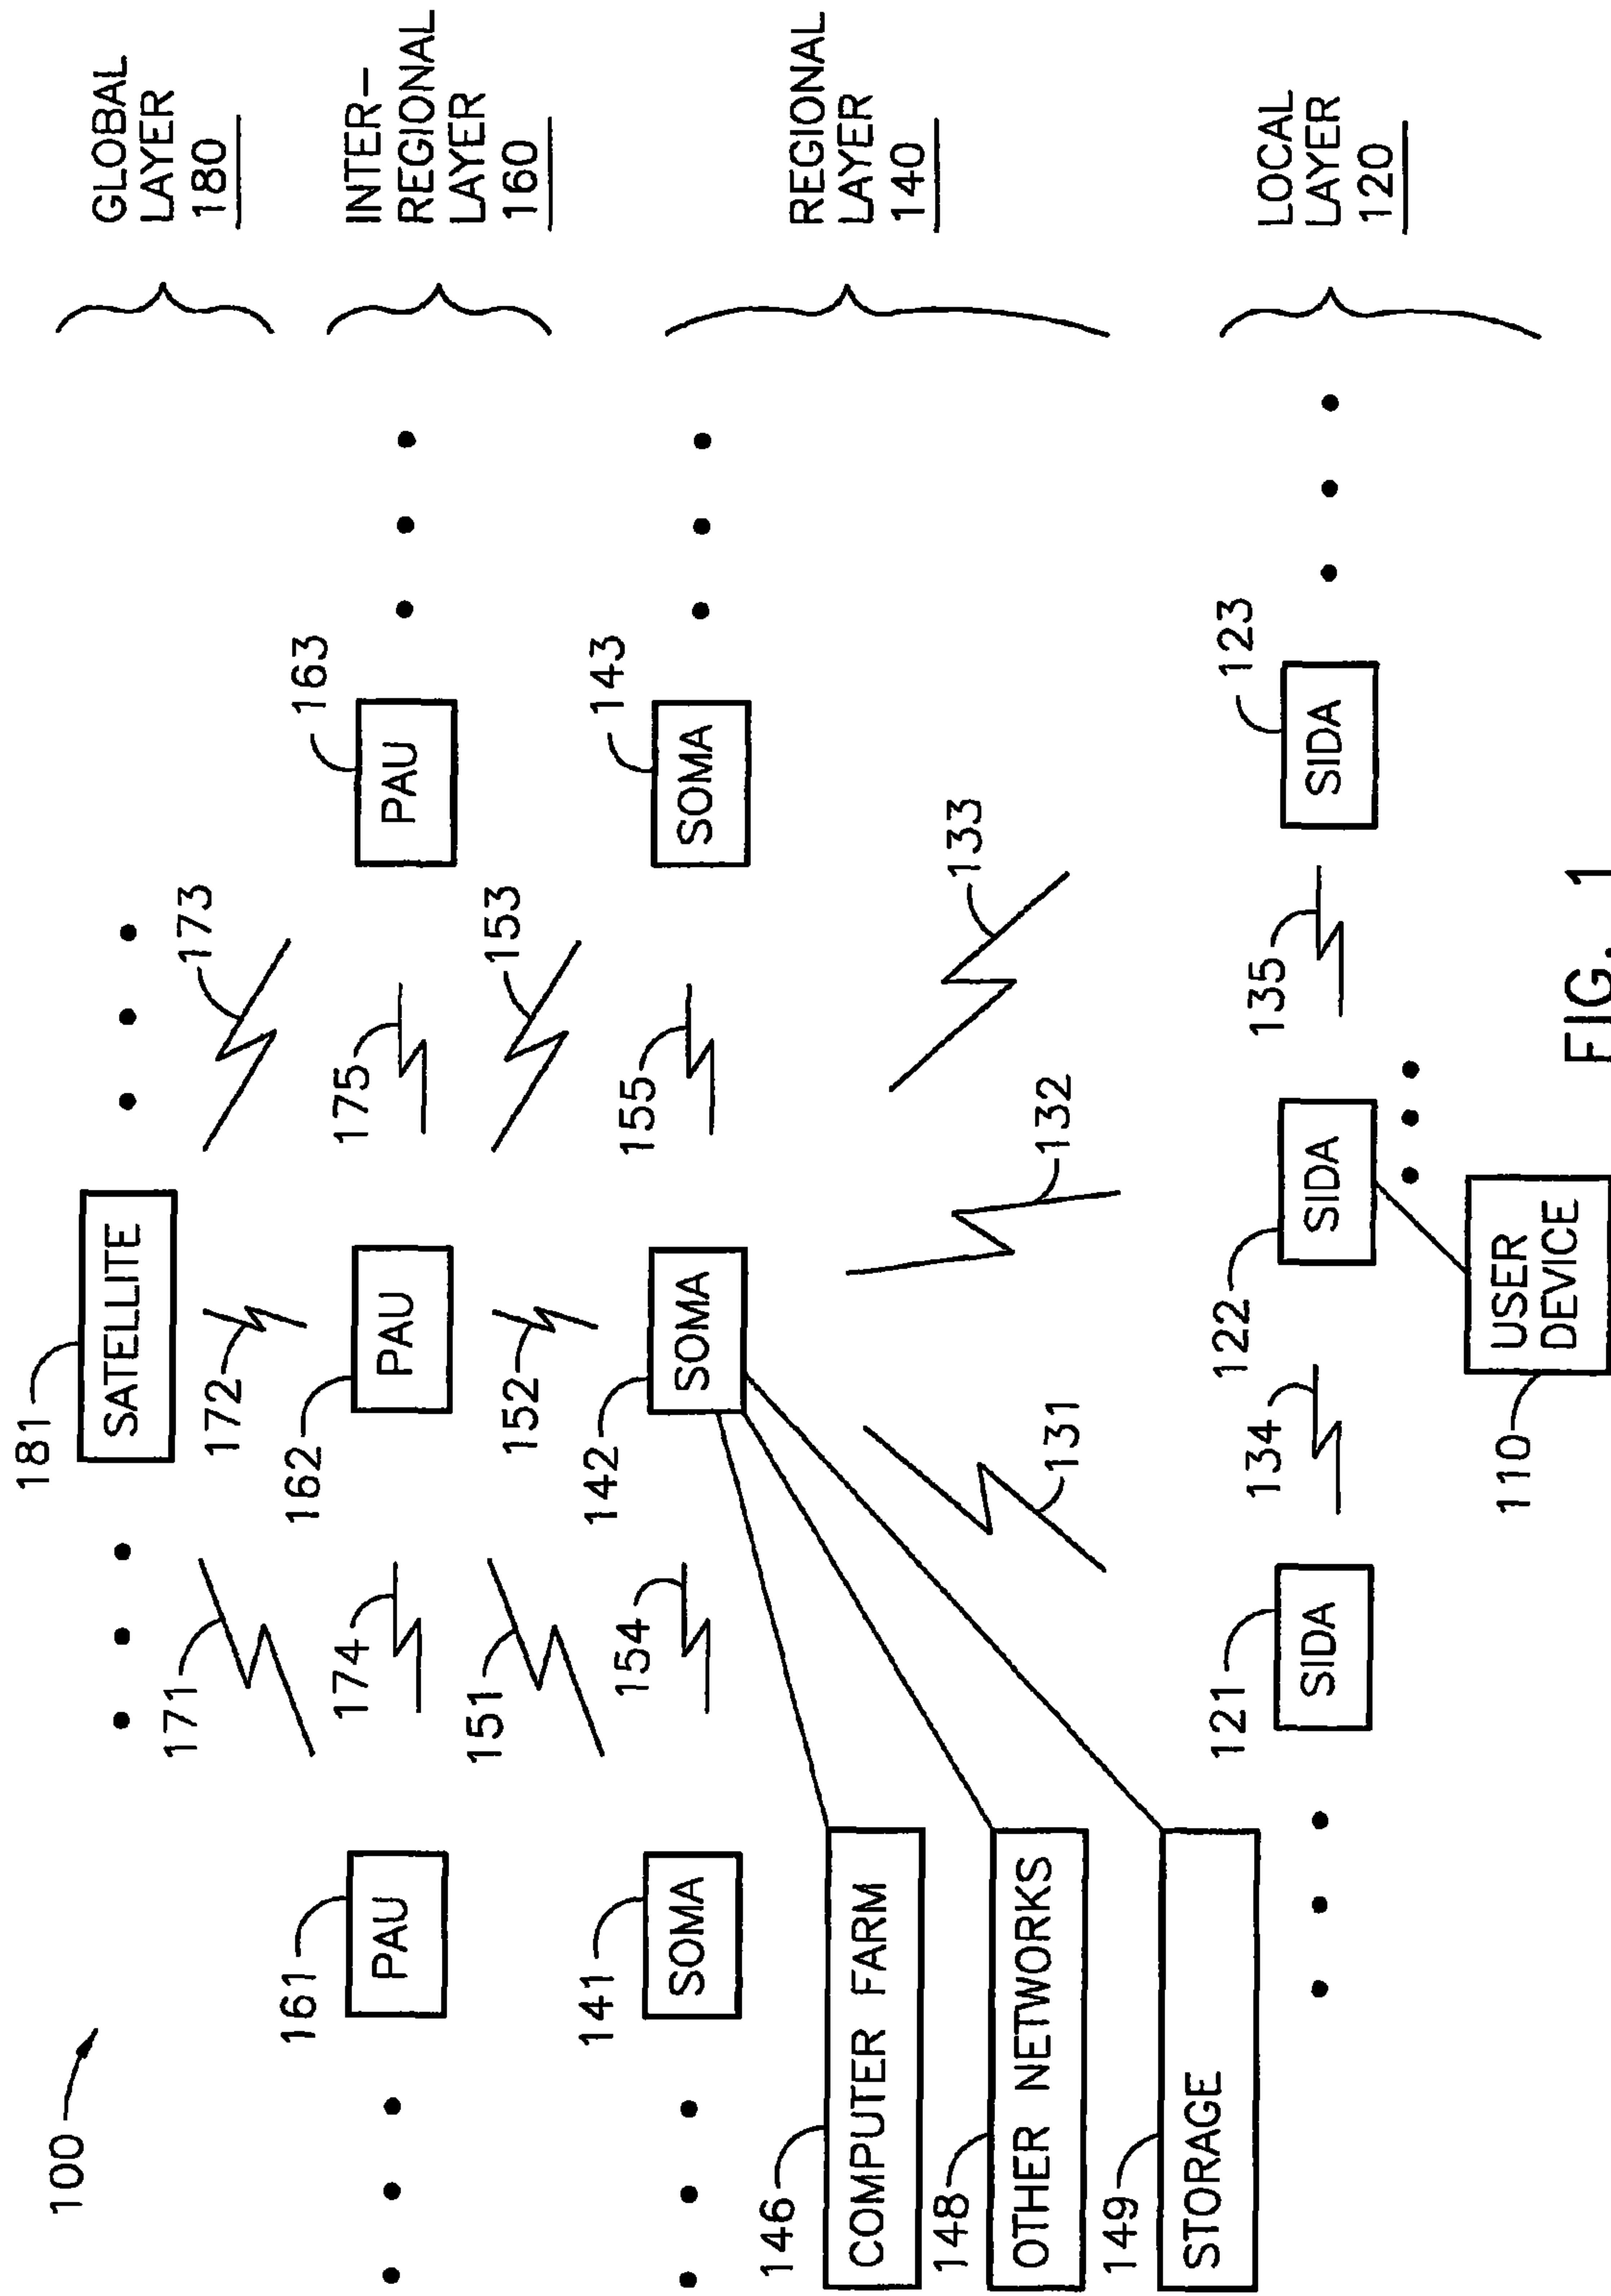 100
181
SATELLITE
GLOBAL
LAYER
180
171
172
173
161
PAU
174
162
PAU
175
163
PAU
INTER-
REGIONAL
LAYER
160
151
152
153
141
SOMA
154
142
SOMA
155
143
SOMA
REGIONAL
LAYER
140
146
COMPUTER FARM
148
OTHER NETWORKS
149
STORAGE
131
132
133
121
SIDA
134
122
SIDA
135
123
SIDA
LOCAL
LAYER
120
110
USER
DEVICE
FIG. 1